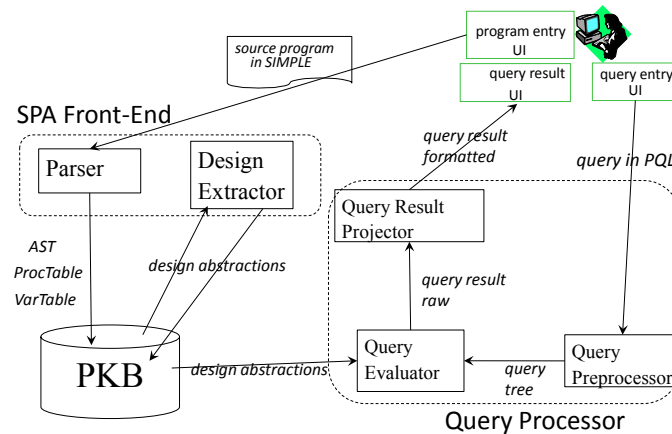 program entry
UI
source program
in SIMPLE
query result
UI
query entry
UI
SPA Front-End
query result
formatted
query in PQL
Parser
Design
Extractor
Query Result
Projector
AST
ProcTable
VarTable
design abstractions
query result
raw
PKB
design abstractions
Query
Evaluator
query
tree
Query
Preprocessor
Query Processor